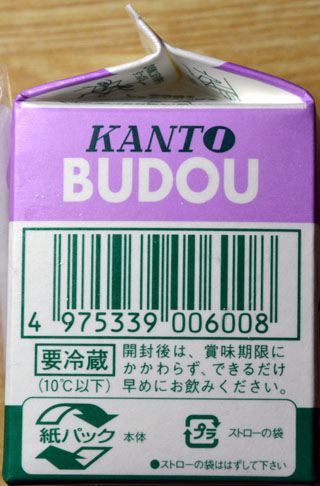 KANTO
BUDOU
4 975339 006008
要冷蔵
(10℃以下)
開封後は、賞味期限に
かかわらず、できるだけ
早めにお飲みください。
紙パック 本体
プラ ストローの袋
●ストローの袋ははずして下さい